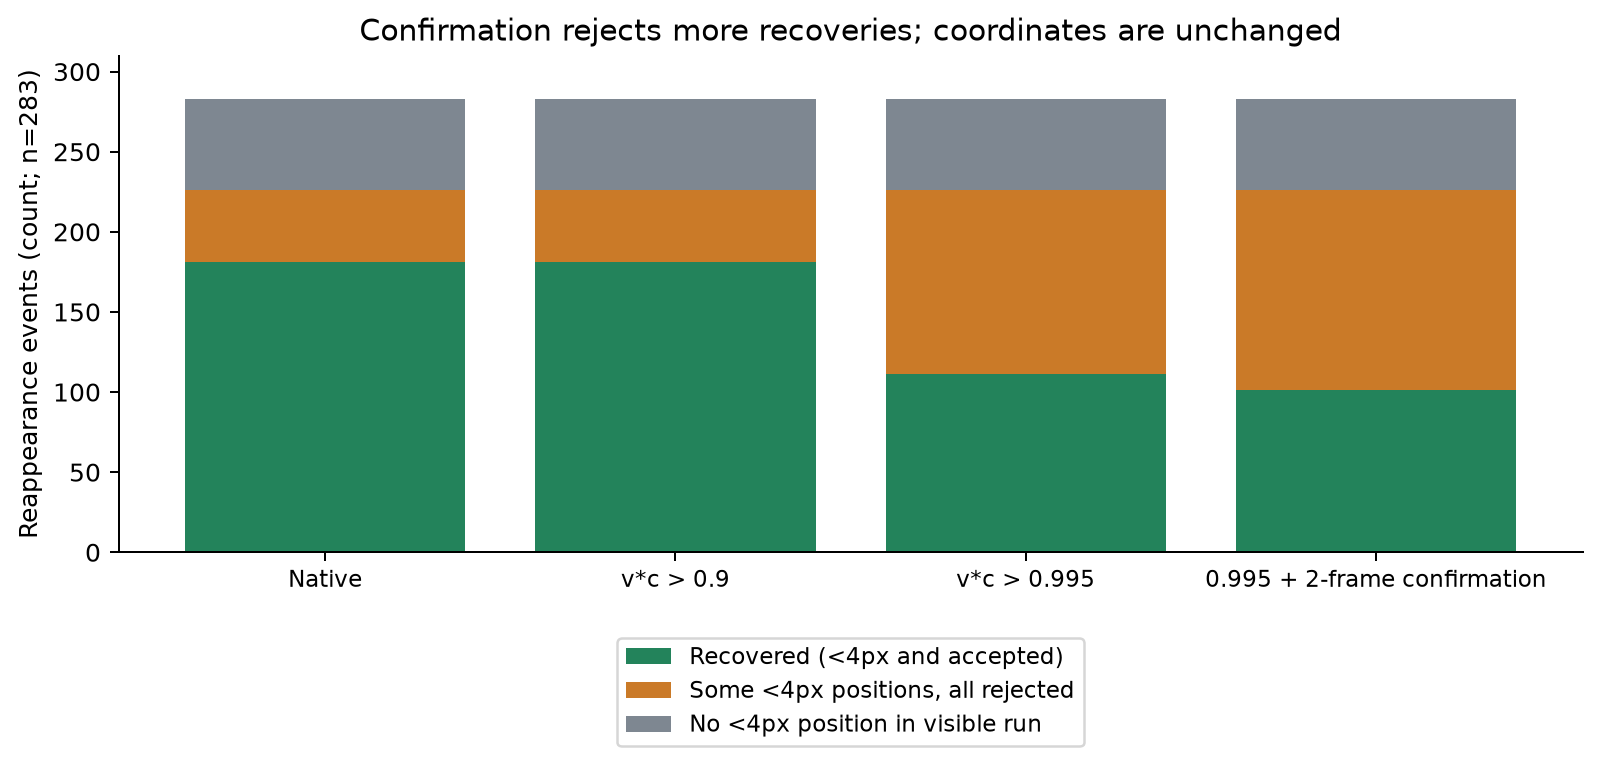 Confirmation rejects more recoveries; coordinates are unchanged
Reappearance events (count; n=283)
300
250
200
150
100
50
0
Native
v*c > 0.9
v*c > 0.995
0.995 + 2-frame confirmation
Recovered (<4px and accepted)
Some <4px positions, all rejected
No <4px position in visible run